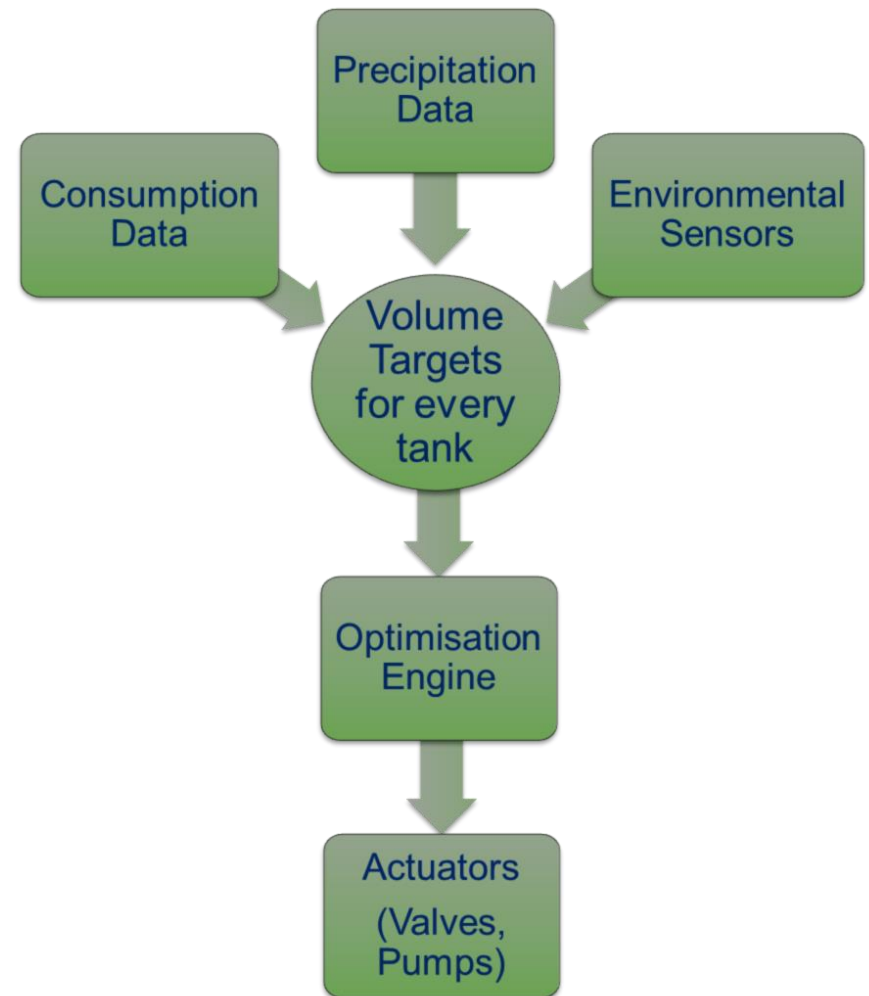 Precipitation
Data
Consumption
Data
Environmental
Sensors
Volume
Targets
for every
tank
Optimisation
Engine
Actuators
(Valves,
Pumps)